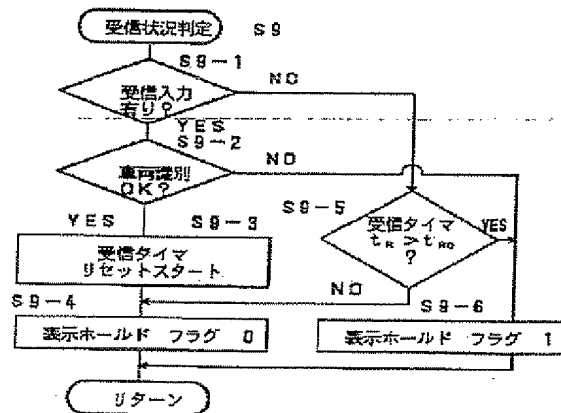 受信状況判定 S9
S9-1
受信入力
有り?
NO
YES
S9-2
車両識別
OK?
NO
YES
S9-3
受信タイマ
リセットスタート
S9-5
受信タイマ
tR > tR0
?
YES
NO
S9-4
表示ホールド フラグ 0
S9-6
表示ホールド フラグ 1
リターン